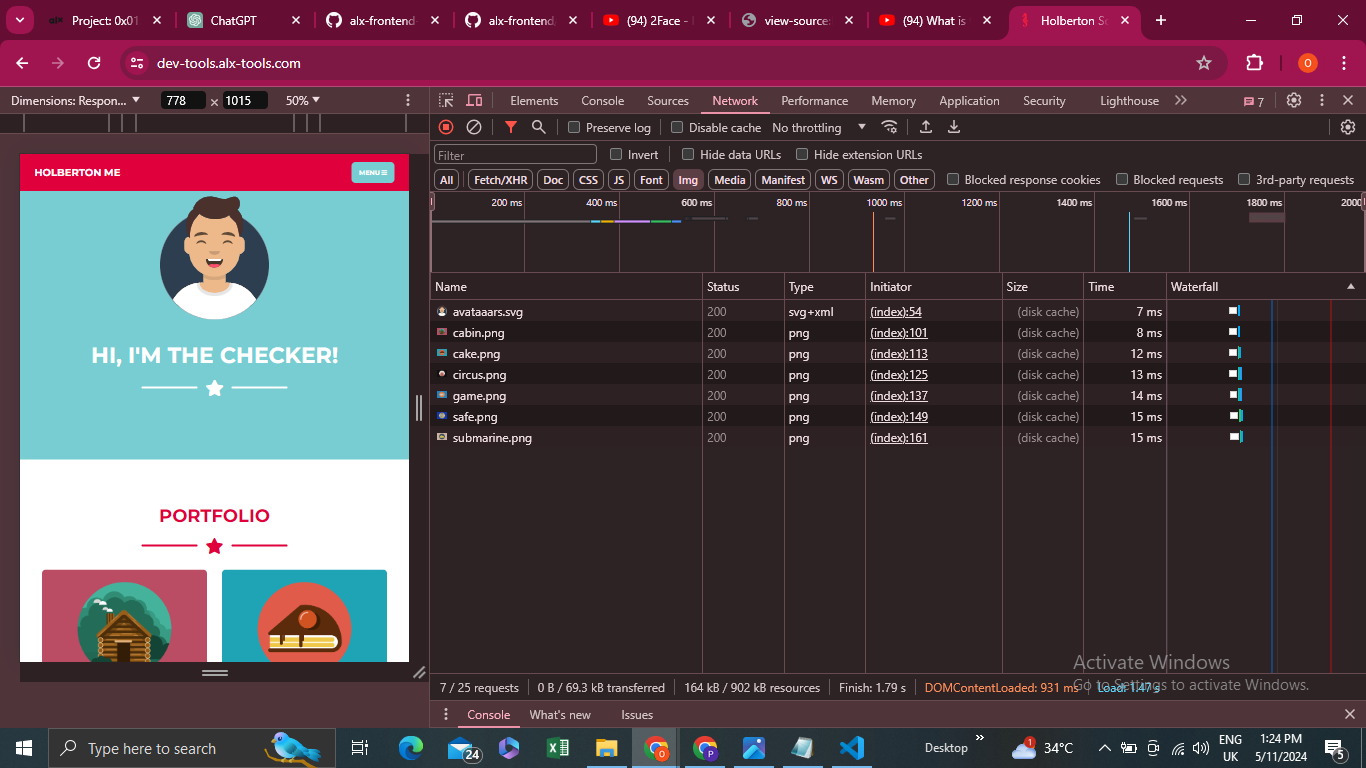 Project: 0x01
ChatGPT
alx-frontend-
alx-frontend
(94) 2Face -
view-source:
(94) What is
Holberton Sc
dev-tools.alx-tools.com
O
Dimensions: Respon...
778
×
1015
50%
Elements
Console
Sources
Network
Performance
Memory
Application
Security
Lighthouse
7
Preserve log
Disable cache
No throttling
Filter
Invert
Hide data URLs
Hide extension URLs
All
Fetch/XHR
Doc
CSS
JS
Font
Img
Media
Manifest
WS
Wasm
Other
Blocked response cookies
Blocked requests
3rd-party requests
200 ms
400 ms
600 ms
800 ms
1000 ms
1200 ms
1400 ms
1600 ms
1800 ms
2000
Name Status Type Initiator Size Time Waterfall
avataaars.svg 200 svg+xml (index):54 (disk cache) 7 ms
cabin.png 200 png (index):101 (disk cache) 8 ms
cake.png 200 png (index):113 (disk cache) 12 ms
circus.png 200 png (index):125 (disk cache) 13 ms
game.png 200 png (index):137 (disk cache) 14 ms
safe.png 200 png (index):149 (disk cache) 15 ms
submarine.png 200 png (index):161 (disk cache) 15 ms
HOLBERTON ME
MENU
HI, I'M THE CHECKER!
PORTFOLIO
Activate Windows
Go to Settings to activate Windows.
7 / 25 requests
0 B / 69.3 kB transferred
164 kB / 902 kB resources
Finish: 1.79 s
DOMContentLoaded: 931 ms
Load: 1.47 s
Console
What's new
Issues
Type here to search
24
O
P
Desktop
1
34°C
ENG
UK
1:24 PM
5/11/2024
5